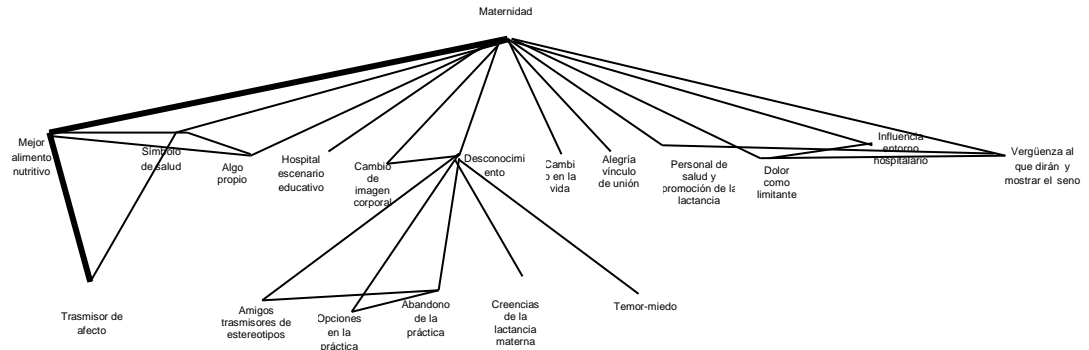 Maternidad
Mejor
alimento
nutritivo
Símbolo
de salud
Algo
propio
Hospital
escenario
educativo
Cambio
de
imagen
corporal
Desconocimi
ento
Cambi
o en la
vida
Alegría
vínculo
de unión
Personal de
salud y
promoción de la
lactancia
Dolor
como
limitante
Influencia
entorno
hospitalario
Vergüenza al
que dirán y
mostrar el seno
Trasmisor de
afecto
Amigos
trasmisores de
estereotipos
Opciones
en la
práctica
Abandono
de la
práctica
Creencias
de la
lactancia
materna
Temor-miedo